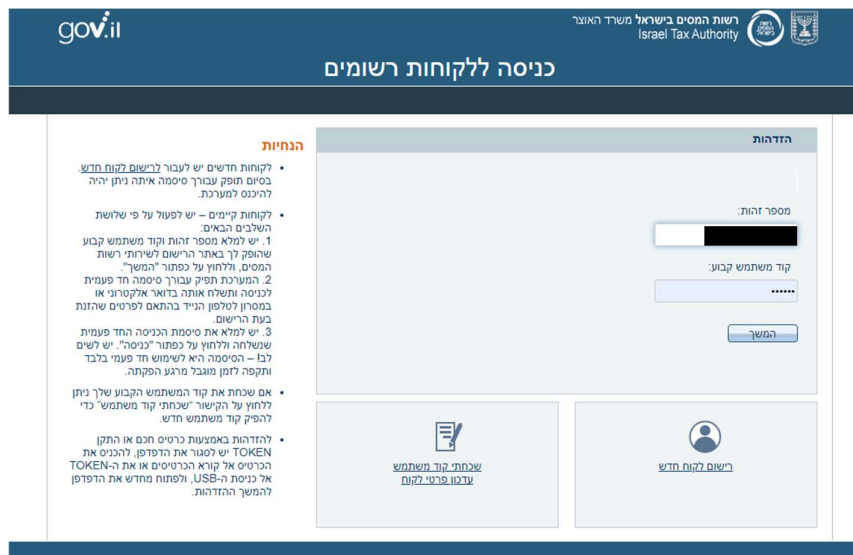 gov.il
רשות המסים בישראל משרד האוצר
Israel Tax Authority
כניסה ללקוחות רשומים
הזדהות
מספר זהות:
קוד משתמש קבוע:
••••••
המשך
רישום לקוח חדש
שכחתי קוד משתמש
עדכון פרטי לקוח
הנחיות
• לקוחות חדשים יש לעבור לרישום לקוח חדש.
בסיום תופק עבורך סיסמה איתה ניתן יהיה
להיכנס למערכת.
• לקוחות קיימים – יש לפעול על פי שלושת
השלבים הבאים:
1. יש למלא מספר זהות וקוד משתמש קבוע
שהופק לך באתר הרישום לשירותי רשות
המסים, וללחוץ על כפתור "המשך".
2. המערכת תפיק עבורך סיסמה חד פעמית
לכניסה ותשלח אותה בדואר אלקטרוני או
במסרון לטלפון הנייד בהתאם לפרטים שהזנת
בעת הרישום.
3. יש למלא את סיסמת הכניסה החד פעמית
שנשלחה וללחוץ על כפתור "כניסה". יש לשים
לב! – הסיסמה היא לשימוש חד פעמי בלבד
ותקפה לזמן מוגבל מרגע הפקתה.
• אם שכחת את קוד המשתמש הקבוע שלך ניתן
ללחוץ על הקישור "שכחתי קוד משתמש" כדי
להפיק קוד משתמש חדש.
• להזדהות באמצעות כרטיס חכם או התקן
TOKEN יש לסגור את הדפדפן, להכניס את
הכרטיס אל קורא הכרטיסים או את ה-TOKEN
אל כניסת ה-USB, ולפתוח מחדש את הדפדפן
להמשך ההזדהות.